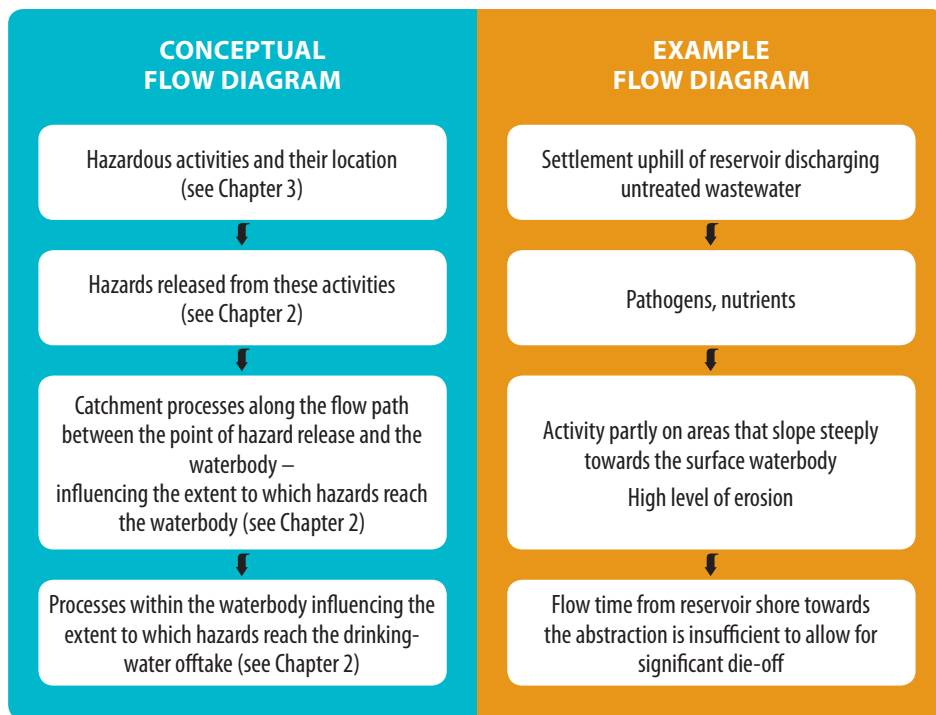 CONCEPTUAL
FLOW DIAGRAM
Hazardous activities and their location
(see Chapter 3)
Hazards released from these activities
(see Chapter 2)
Catchment processes along the flow path
between the point of hazard release and the
waterbody –
influencing the extent to which hazards reach
the waterbody (see Chapter 2)
Processes within the waterbody influencing the
extent to which hazards reach the drinking-
water offtake (see Chapter 2)
EXAMPLE
FLOW DIAGRAM
Settlement uphill of reservoir discharging
untreated wastewater
Pathogens, nutrients
Activity partly on areas that slope steeply
towards the surface waterbody
High level of erosion
Flow time from reservoir shore towards
the abstraction is insufficient to allow for
significant die-off